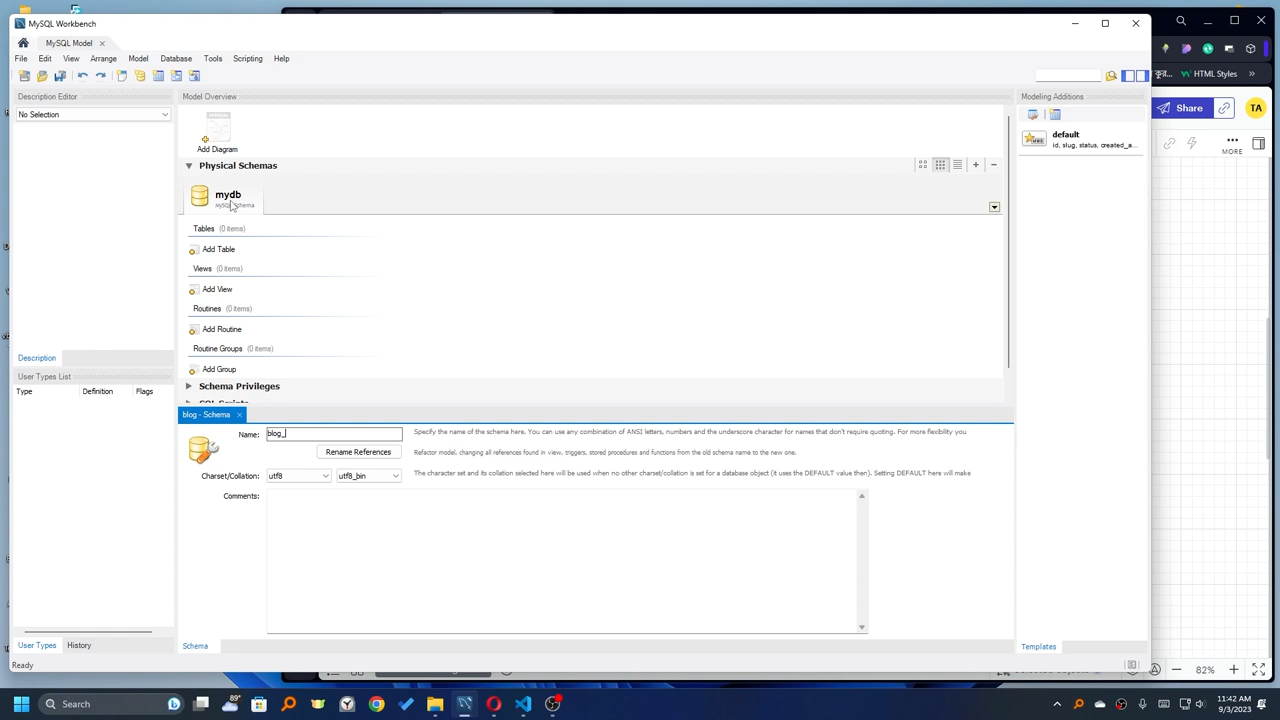 MySQL Workbench
MySQL Model
File Edit View Arrange Model Database Tools Scripting Help
HTML Styles
Description Editor
No Selection
Model Overview
Modeling Additions
Share
TA
Add Diagram
default
id, slug, status, created_a...
MORE
Physical Schemas
mydb
MySQL Schema
Tables (0 items)
Add Table
Views (0 items)
Add View
Routines (0 items)
Add Routine
Routine Groups (0 items)
Add Group
Description
User Types List
Type Definition Flags
Schema Privileges
blog - Schema
Name: blog_
Specify the name of the schema here. You can use any combination of ANSI letters, numbers and the underscore character for names that don't require quoting. For more flexibility you
Rename References
Refactor model, changing all references found in view, triggers, stored procedures and functions from the old schema name to the new one.
Charset/Collation: utf8 utf8_bin
The character set and its collation selected here will be used when no other charset/collation is set for a database object (it uses the DEFAULT value then). Setting DEFAULT here will make
Comments:
User Types History
Schema
Templates
Ready
82%
89°
Search
11:42 AM
9/3/2023